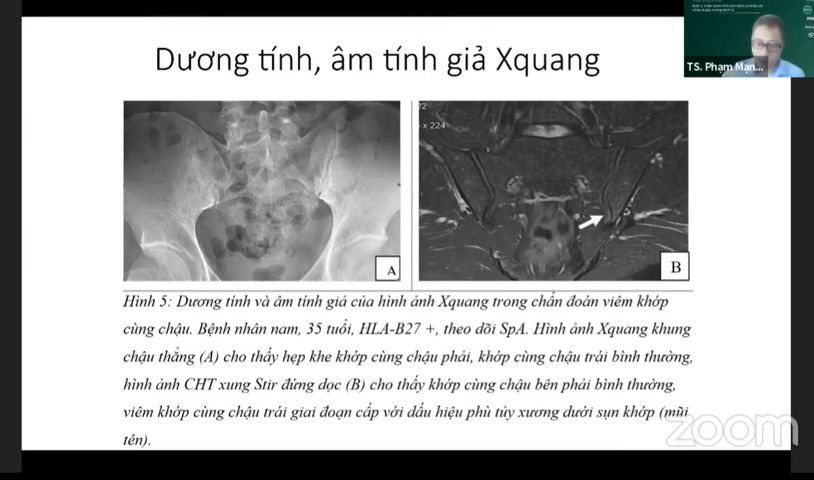 Dương tính, âm tính giả Xquang
TS. Phạm Mạn...
22
x 224
A
B
Hình 5: Dương tính và âm tính giả của hình ảnh Xquang trong chẩn đoán viêm khớp
cùng chậu. Bệnh nhân nam, 35 tuổi, HLA-B27 +, theo dõi SpA. Hình ảnh Xquang khung
chậu thẳng (A) cho thấy hẹp khe khớp cùng chậu phải, khớp cùng chậu trái bình thường,
hình ảnh CHT xung Stir đứng dọc (B) cho thấy khớp cùng chậu bên phải bình thường,
viêm khớp cùng chậu trái giai đoạn cấp với dấu hiệu phù tủy xương dưới sụn khớp (mũi
tên).
zoom